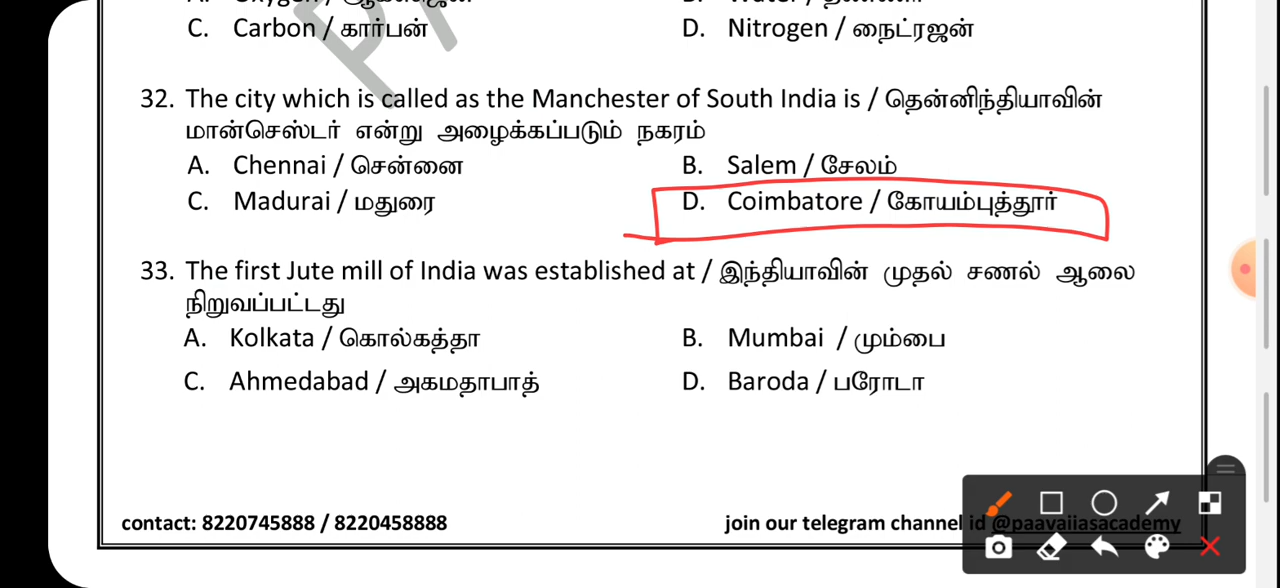 C. Carbon / கார்பன் D. Nitrogen / நைட்ரஜன்
32. The city which is called as the Manchester of South India is / தென்னிந்தியாவின்
மான்செஸ்டர் என்று அழைக்கப்படும் நகரம்
A. Chennai / சென்னை B. Salem / சேலம்
C. Madurai / மதுரை D. Coimbatore / கோயம்புத்தூர்
33. The first Jute mill of India was established at / இந்தியாவின் முதல் சணல் ஆலை
நிறுவப்பட்டது
A. Kolkata / கொல்கத்தா B. Mumbai / மும்பை
C. Ahmedabad / அகமதாபாத் D. Baroda / பரோடா
contact: 8220745888 / 8220458888 join our telegram channel id @paavaiiasacademy